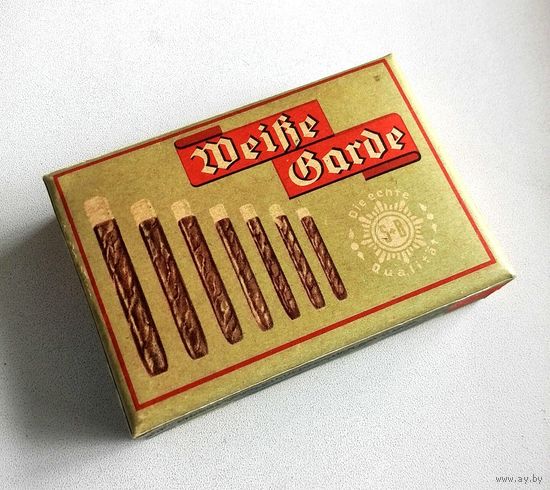 Weiße
Garde
Die echte
S+B
Qualität
www.ay.by